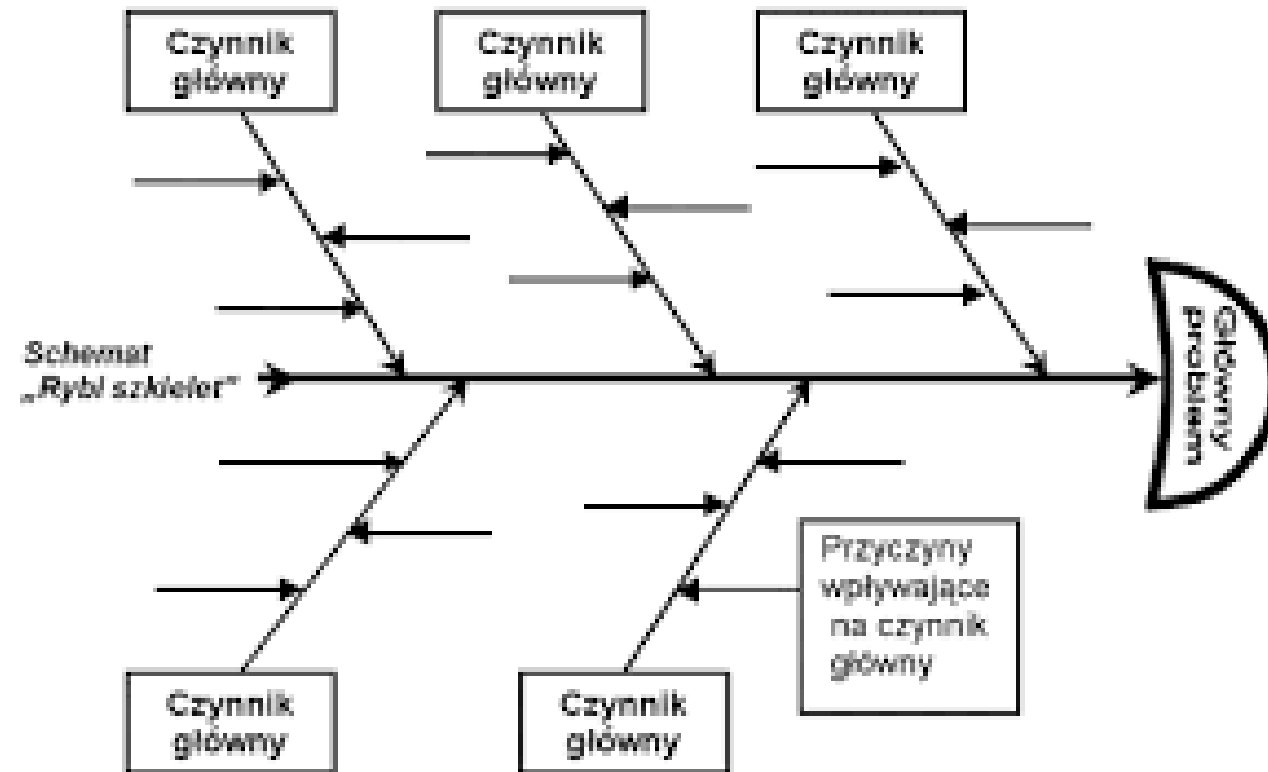 Czynnik
główny
Czynnik
główny
Czynnik
główny
Schemat
„Rybi szkielet”
Główny
problem
Przyczyny
wpływające
na czynnik
główny
Czynnik
główny
Czynnik
główny